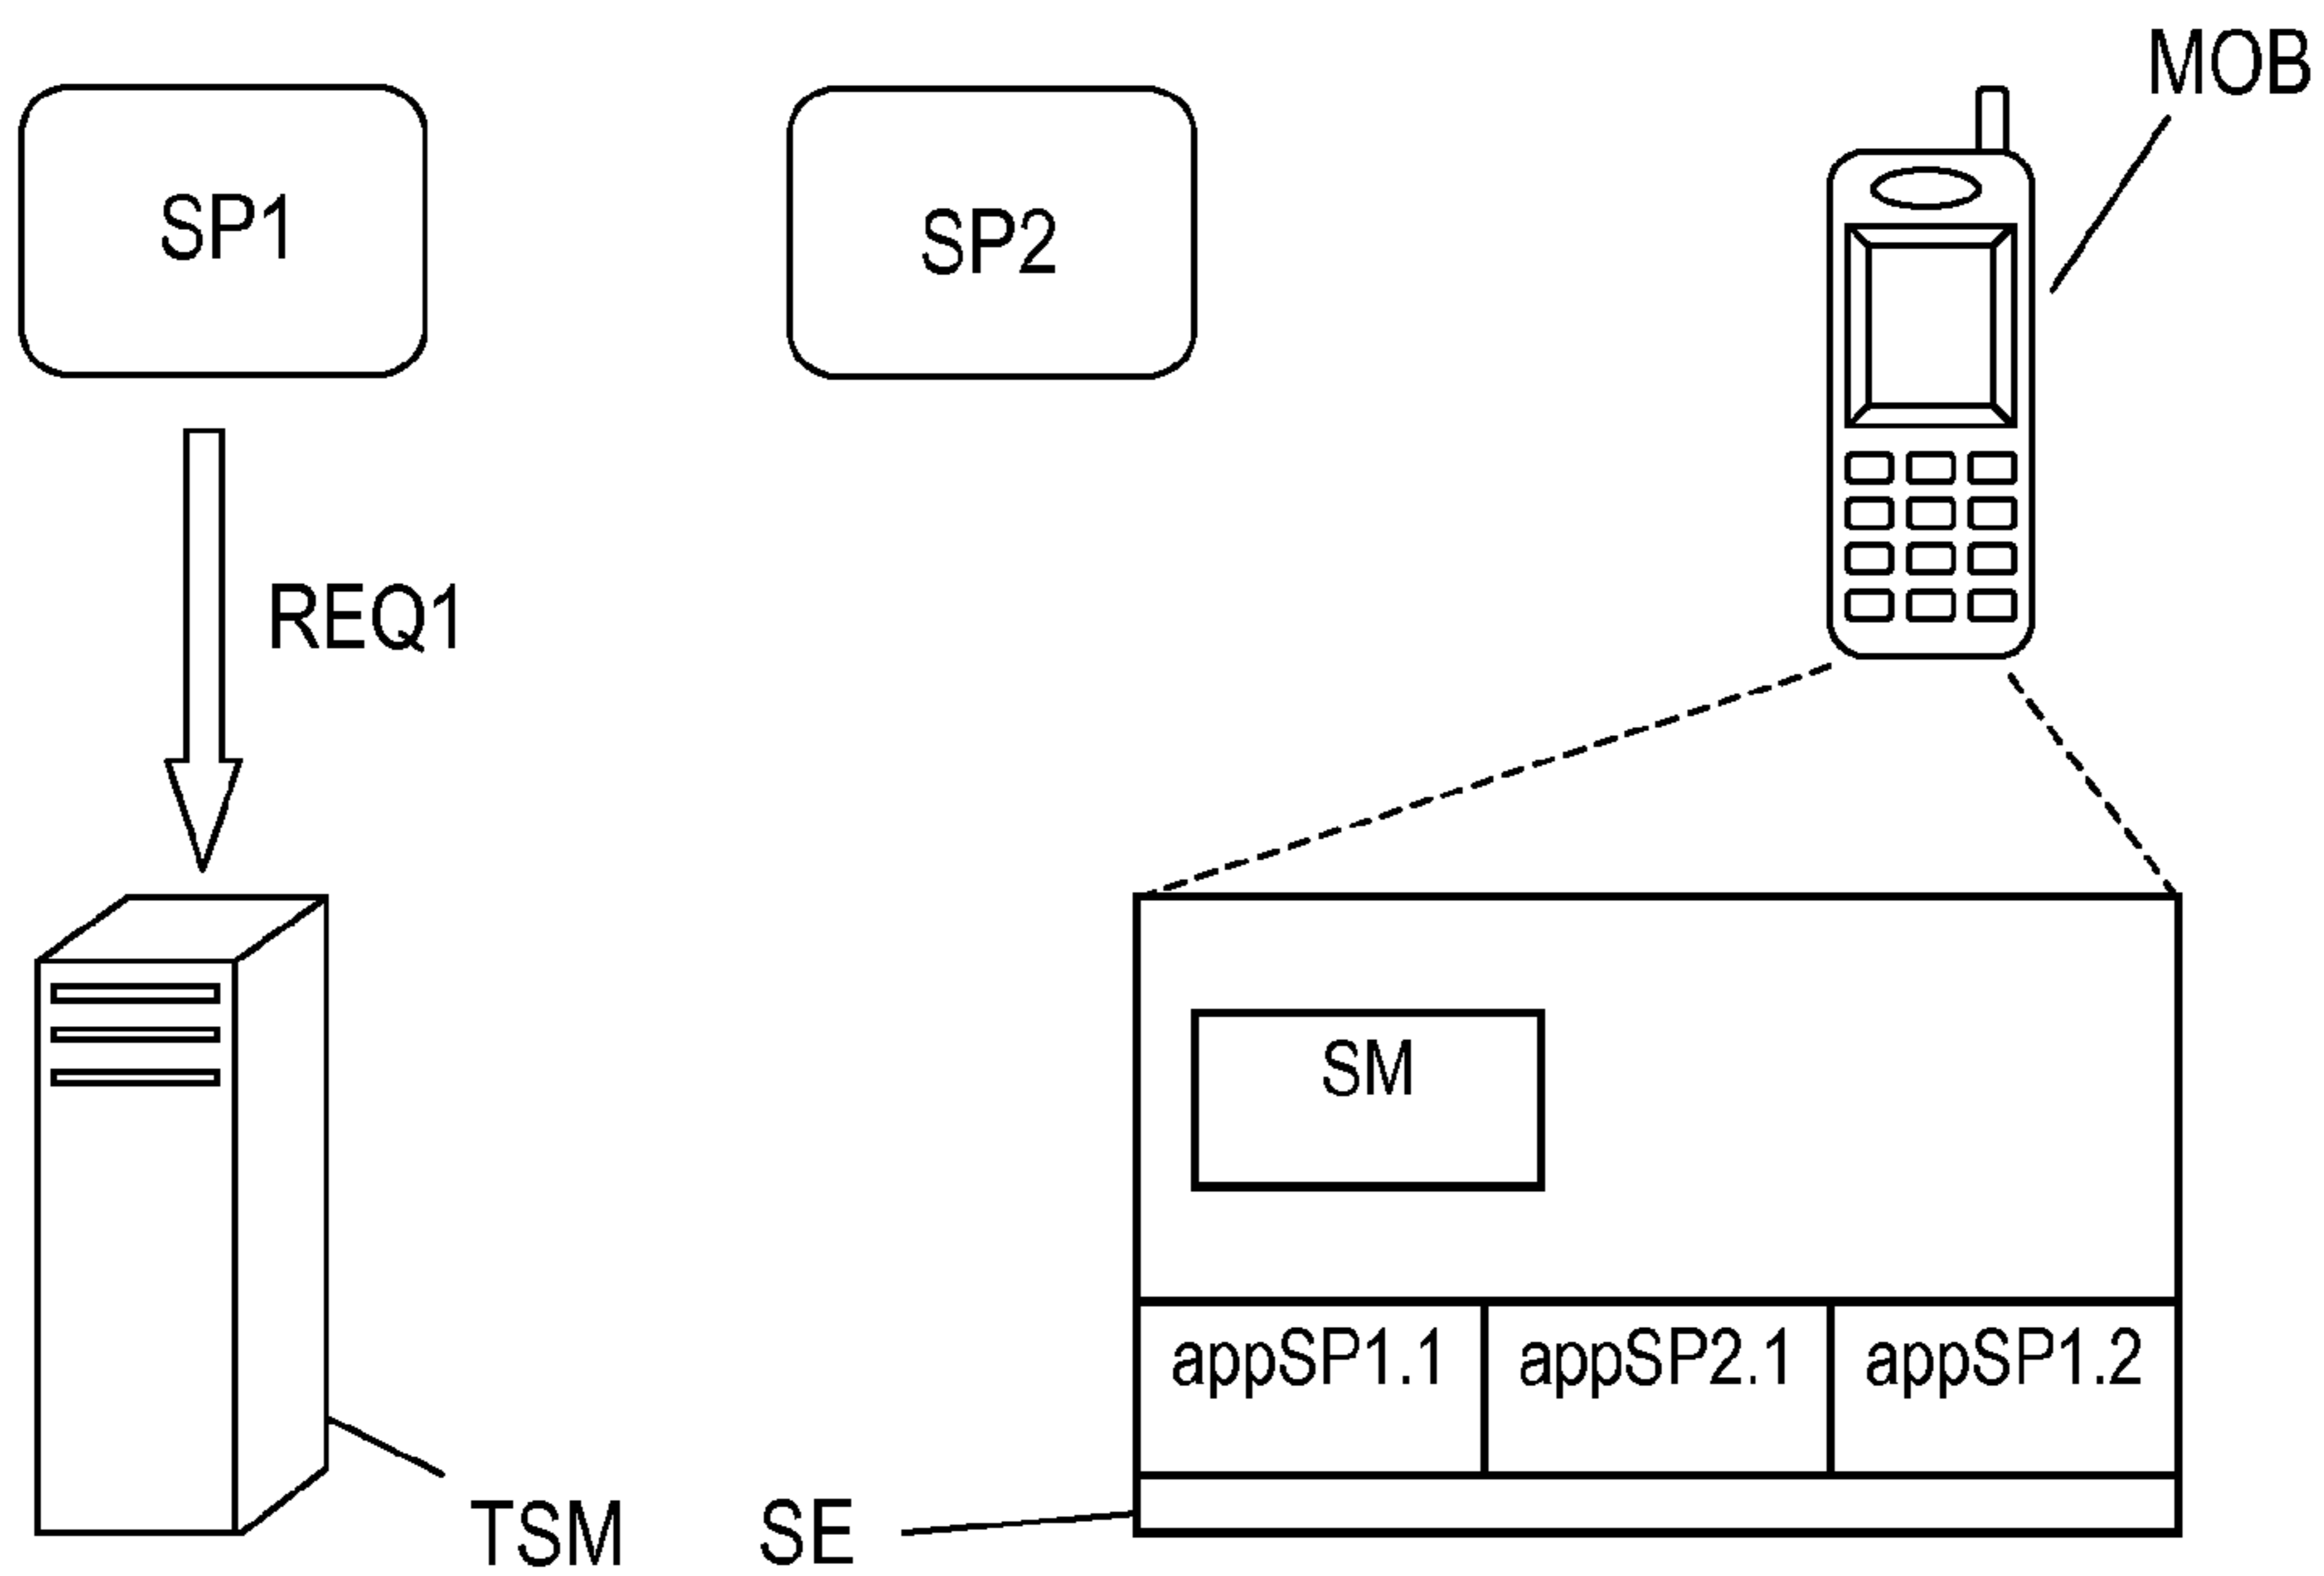 MOB
SP1
SP2
REQ1
SM
appSP1.1
appSP2.1
appSP1.2
TSM
SE